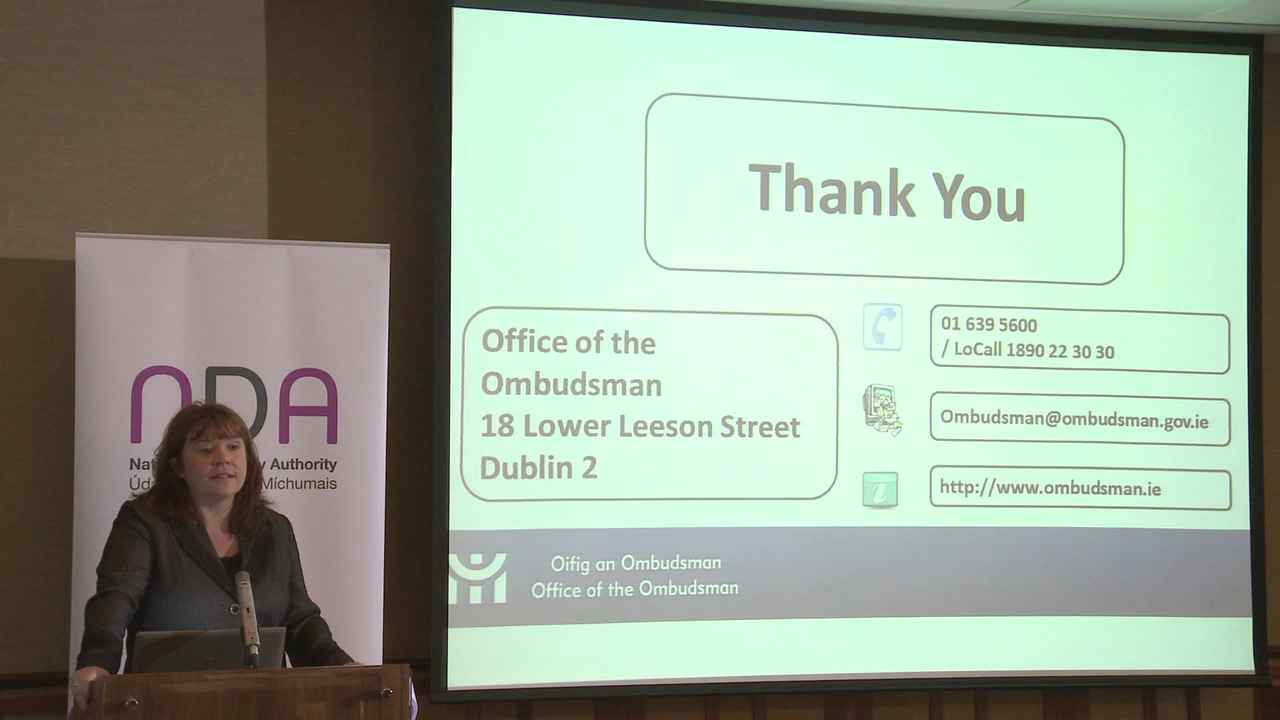 Thank You
Office of the
Ombudsman
18 Lower Leeson Street
Dublin 2
01 639 5600
/ LoCall 1890 22 30 30
Ombudsman@ombudsman.gov.ie
http://www.ombudsman.ie
Oifig an Ombudsman
Office of the Ombudsman
NDA
Authority
Míchumais